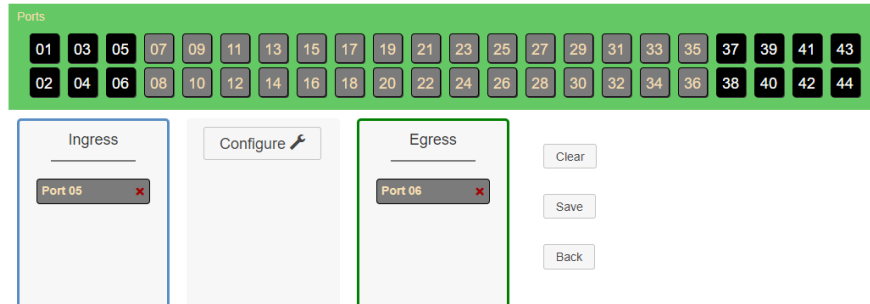 Ports
01 03 05 07 09 11 13 15 17 19 21 23 25 27 29 31 33 35 37 39 41 43
02 04 06 08 10 12 14 16 18 20 22 24 26 28 30 32 34 36 38 40 42 44
Ingress
Port 05
Configure
Egress
Port 06
Clear
Save
Back